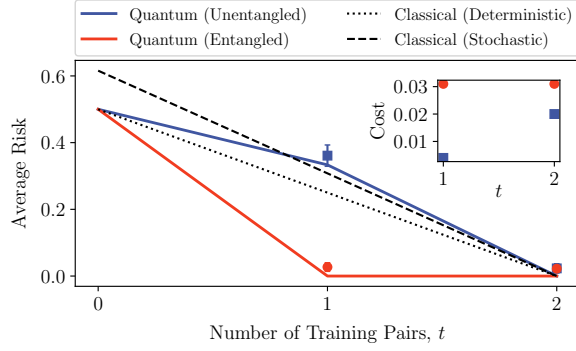 Quantum (Unentangled)
Quantum (Entangled)
Classical (Deterministic)
Classical (Stochastic)
Average Risk
0.6
0.4
0.2
0.0
0
1
2
Number of Training Pairs, t
Cost
0.03
0.02
0.01
1
2
t